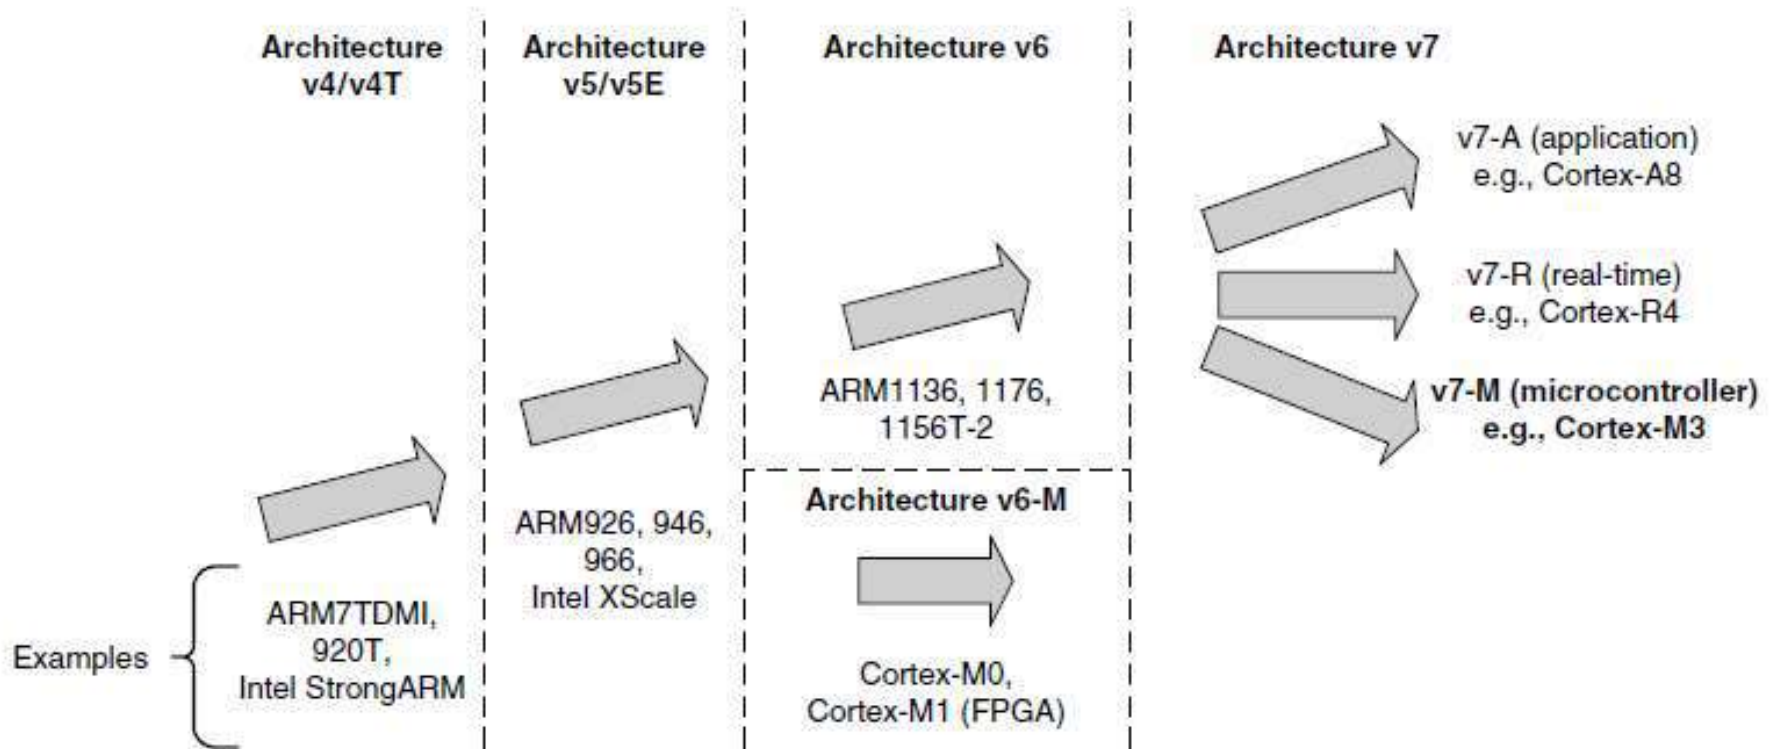 Architecture
v4/v4T
Architecture
v5/v5E
Architecture v6
Architecture v7
v7-A (application)
e.g., Cortex-A8
v7-R (real-time)
e.g., Cortex-R4
v7-M (microcontroller)
e.g., Cortex-M3
ARM1136, 1176,
1156T-2
Architecture v6-M
ARM926, 946,
966,
Intel XScale
Examples
ARM7TDMI,
920T,
Intel StrongARM
Cortex-M0,
Cortex-M1 (FPGA)